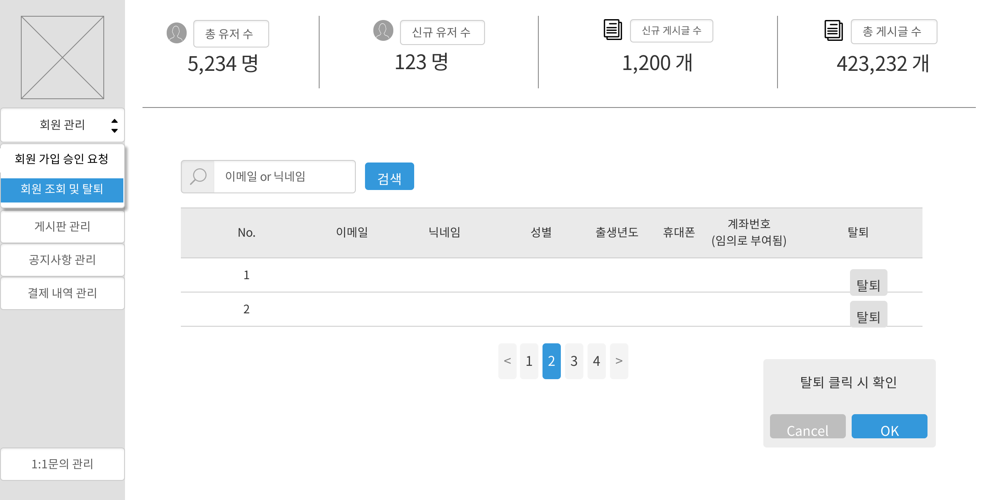 총 유저 수
5,234 명
신규 유저 수
123 명
신규 게시글 수
1,200 개
총 게시글 수
423,232 개
회원 관리
회원 가입 승인 요청
회원 조회 및 탈퇴
게시판 관리
공지사항 관리
결제 내역 관리
1:1문의 관리
이메일 or 닉네임
검색
No. 이메일 닉네임 성별 출생년도 휴대폰 계좌번호 탈퇴
(임의로 부여됨)
1 탈퇴
2 탈퇴
< 1 2 3 4 >
탈퇴 클릭 시 확인
Cancel OK